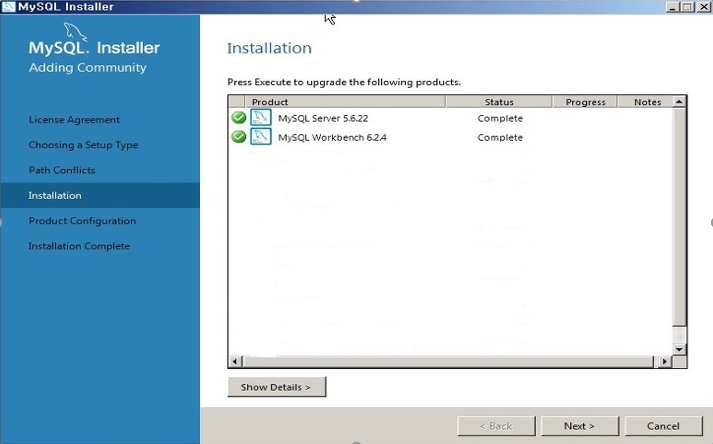 MySQL Installer
MySQL. Installer
Adding Community
License Agreement
Choosing a Setup Type
Path Conflicts
Installation
Product Configuration
Installation Complete
Installation
Press Execute to upgrade the following products.
Product Status Progress Notes
MySQL Server 5.6.22 Complete
MySQL Workbench 6.2.4 Complete
Show Details >
< Back Next > Cancel